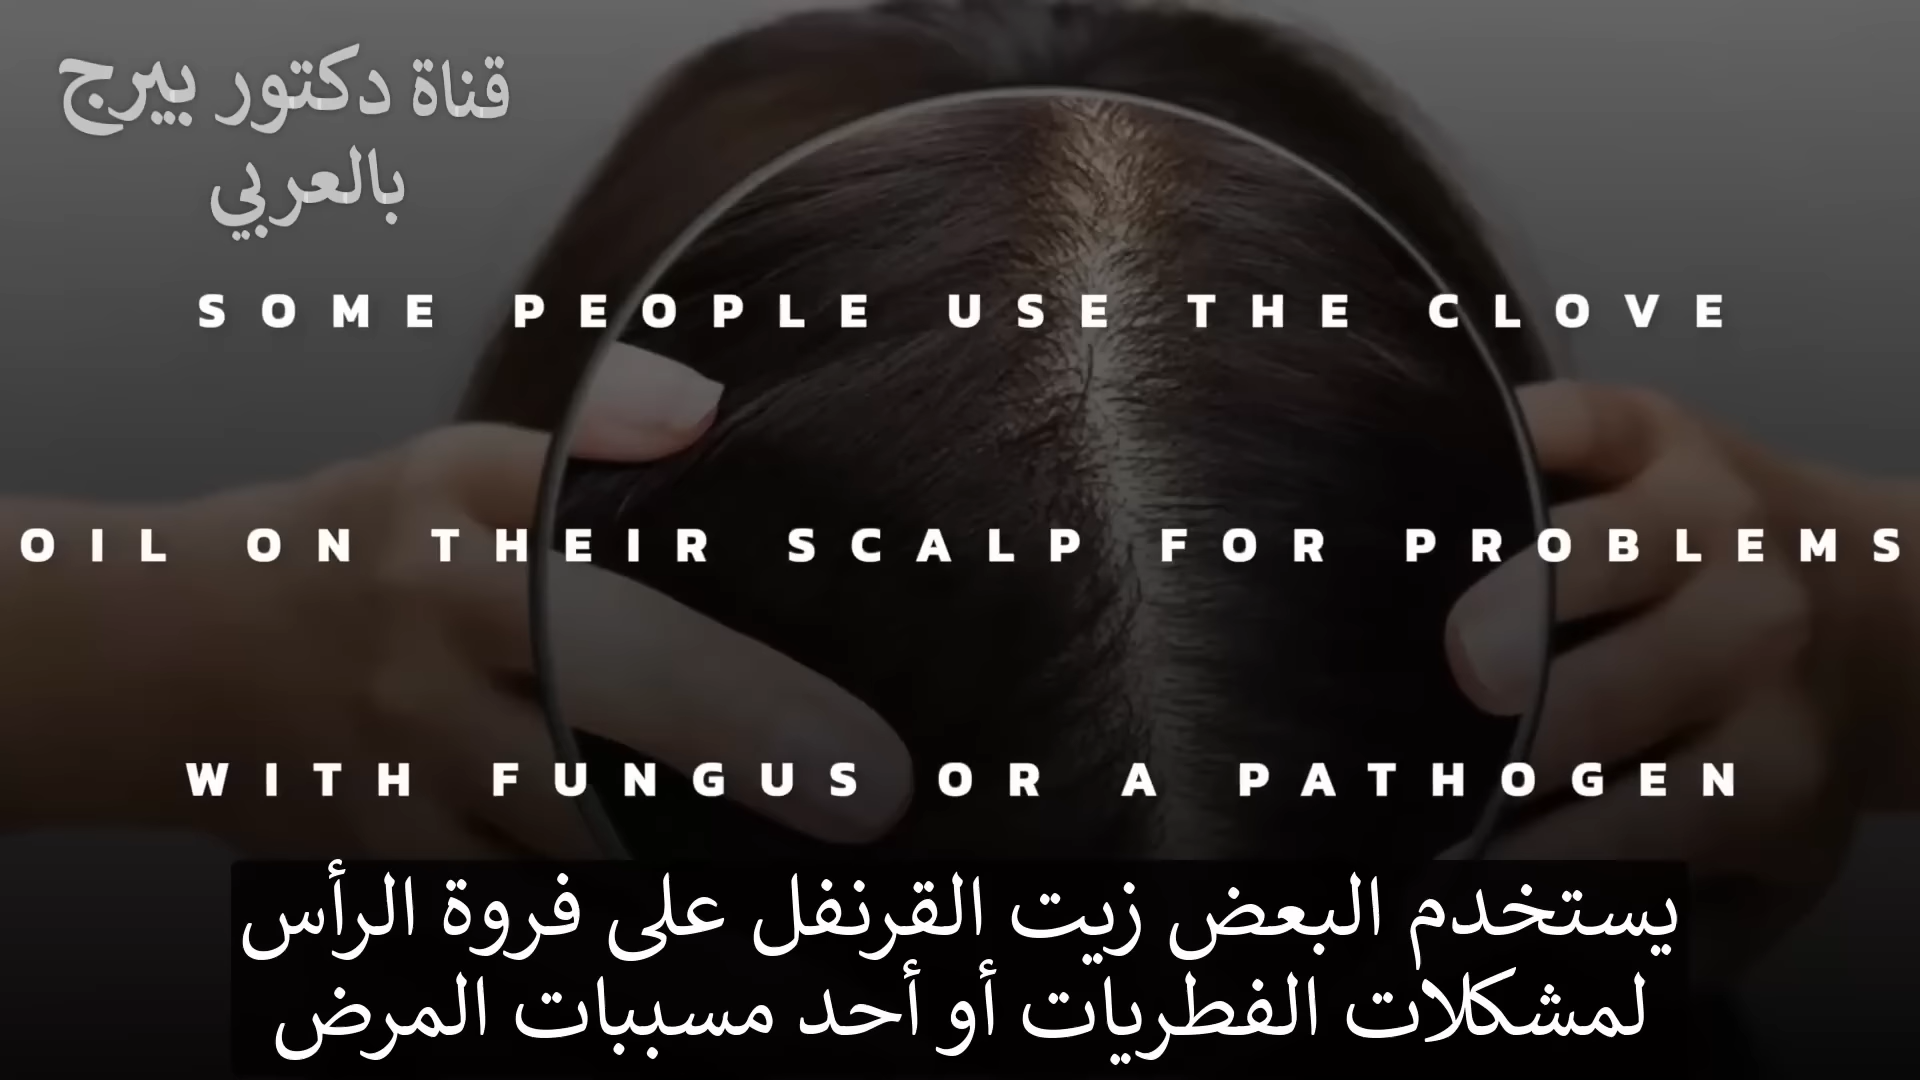 قناة دكتور بيرج
بالعربي
SOME PEOPLE USE THE CLOVE
OIL ON THEIR SCALP FOR PROBLEMS
WITH FUNGUS OR A PATHOGEN
يستخدم البعض زيت القرنفل على فروة الرأس
لمشكلات الفطريات أو أحد مسببات المرض